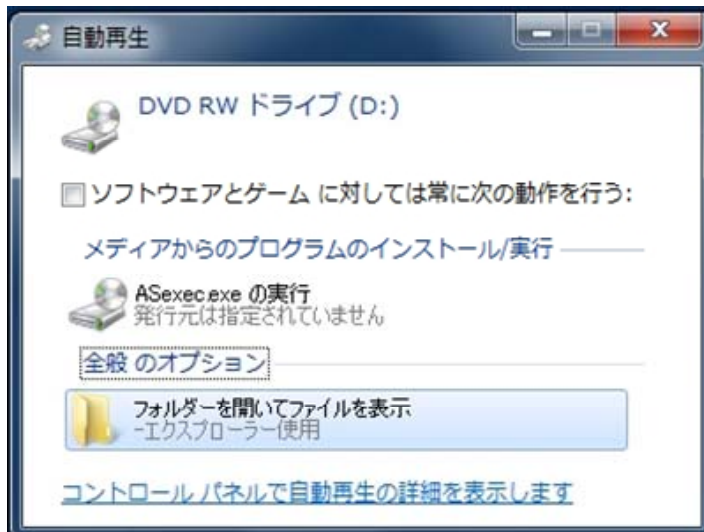 自動再生
DVD RW ドライブ (D:)
ソフトウェアとゲーム に対しては常に次の動作を行う:
メディアからのプログラムのインストール/実行
ASexec.exe の実行
発行元は指定されていません
全般 のオプション
フォルダーを開いてファイルを表示
-エクスプローラー使用
コントロール パネルで自動再生の詳細を表示します